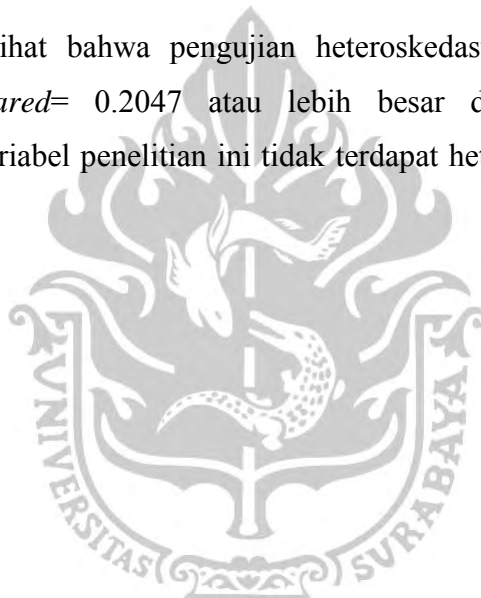 ihat bahwa pengujian heteroskedas
ared= 0.2047 atau lebih besar d
riabel penelitian ini tidak terdapat het
UNIVERSITAS SURABAYA